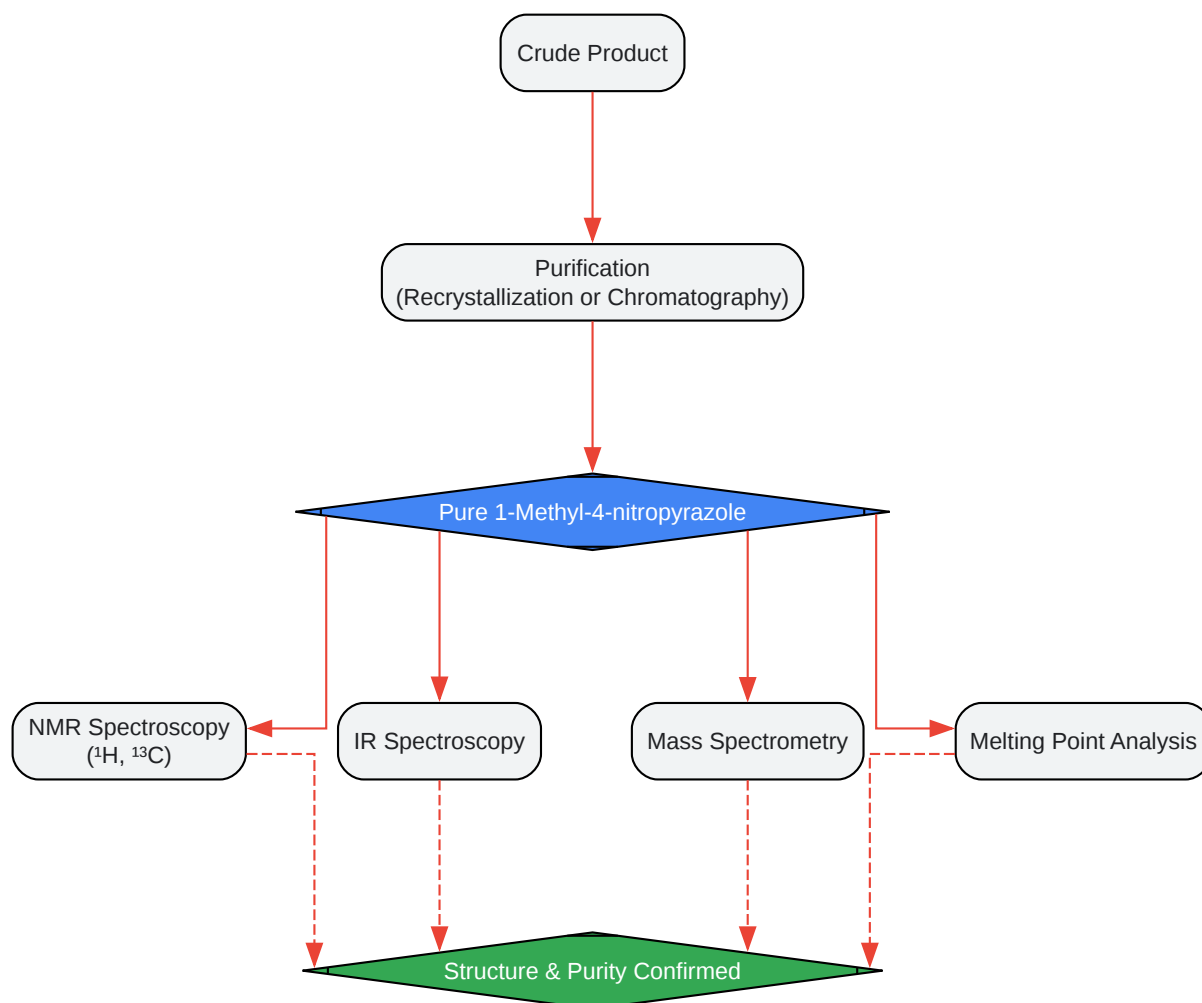 Crude Product
Purification
(Recrystallization or Chromatography)
Pure 1-Methyl-4-nitropyrazole
NMR Spectroscopy
(¹H, ¹³C)
IR Spectroscopy
Mass Spectrometry
Melting Point Analysis
Structure & Purity Confirmed